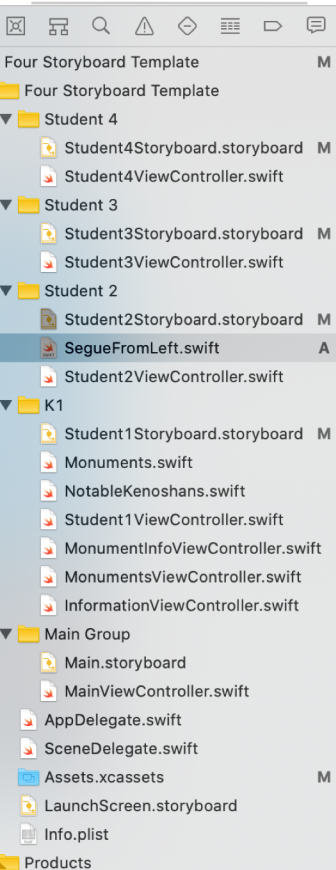 Four Storyboard Template M
Four Storyboard Template
Student 4
Student4Storyboard.storyboard M
Student4ViewController.swift
Student 3
Student3Storyboard.storyboard M
Student3ViewController.swift
Student 2
Student2Storyboard.storyboard M
SegueFromLeft.swift A
Student2ViewController.swift
K1
Student1Storyboard.storyboard M
Monuments.swift
NotableKenoshans.swift
Student1ViewController.swift
MonumentInfoViewController.swift
MonumentsViewController.swift
InformationViewController.swift
Main Group
Main.storyboard
MainViewController.swift
AppDelegate.swift
SceneDelegate.swift
Assets.xcassets M
LaunchScreen.storyboard
Info.plist
Products